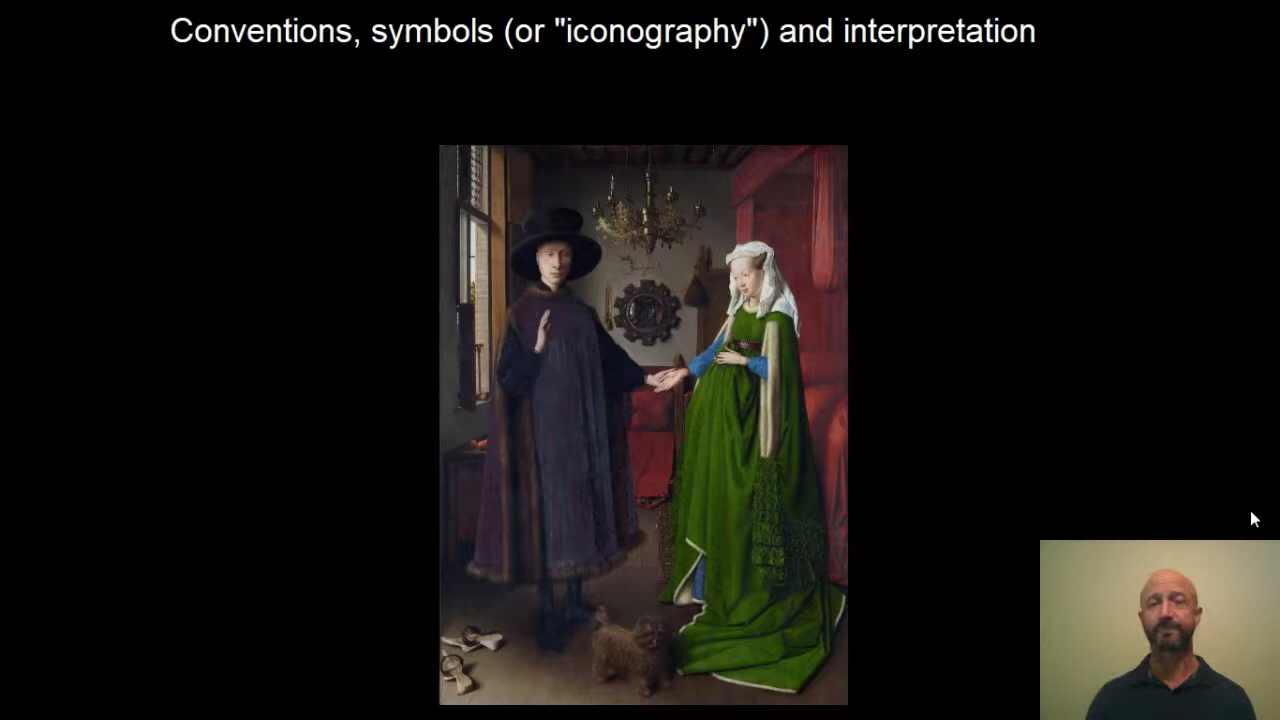 Conventions, symbols (or "iconography") and interpretation